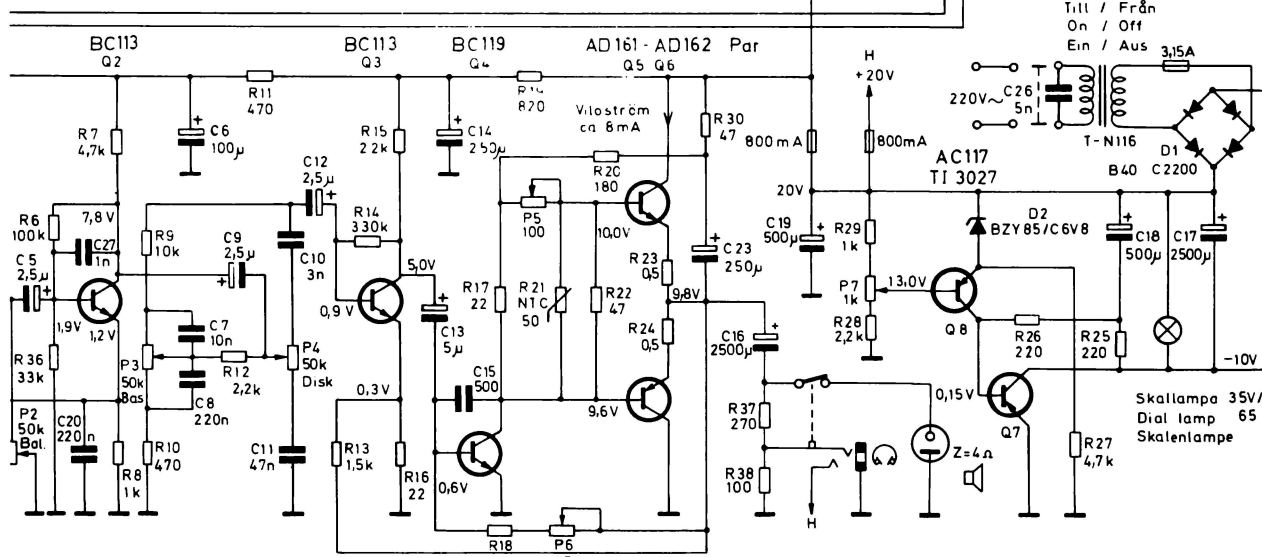 Till / Från
On / Off
Ein / Aus
BC113
Q2
BC113
Q3
BC119
Q4
AD161 - AD162 Par
Q5 Q6
H
+20V
3,15A
220V~
C26
5n
T-N116
D1
B40 C2200
R11
470
R14
820
Viloström
ca 8mA
R30
47
800mA
800mA
R7
4,7k
C6
100µ
R15
22k
C14
250µ
C12
2,5µ
R20
180
AC117
TI 3027
20V
R6
100k
7,8V
C27
1n
R9
10k
C9
2,5µ
C10
3n
R14
330k
P5
100
10,0V
C19
500µ
R29
1k
D2
BZY85/C6V8
C18
500µ
C17
2500µ
C5
2,5µ
5,0V
R23
0,5
C23
250µ
R17
22
R21
NTC
50
R22
47
9,8V
P7
1k
13,0V
Q8
1,9V
1,2V
0,9V
C7
10n
C13
5µ
R24
0,5
C16
2500µ
R28
2,2k
R26
220
R25
220
R36
33k
P3
50k
Bas
R12
2,2k
P4
50k
Disk
C15
500
-10V
C8
220n
0,3V
9,6V
0,15V
Q7
Skallampa 35V/
Dial lamp 65
Skalenlampe
P2
50k
Bal.
C20
220n
R37
270
R10
470
C11
47n
R13
1,5k
R8
1k
R16
22
0,6V
R38
100
Z=4Ω
R27
4,7k
H
R18
P6